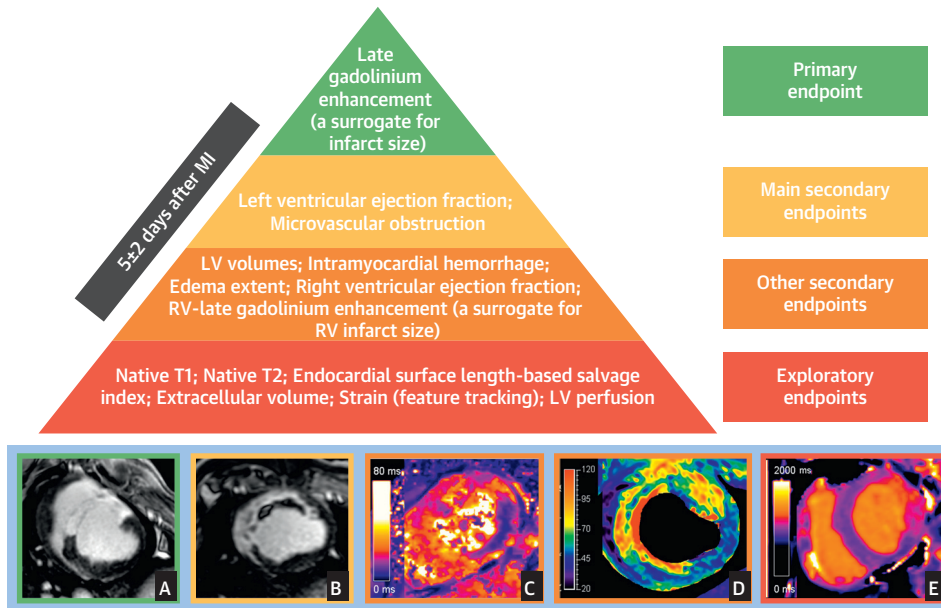 Late
gadolinium
enhancement
(a surrogate for
infarct size)
Primary
endpoint
5±2 days after MI
Left ventricular ejection fraction;
Microvascular obstruction
Main secondary
endpoints
LV volumes; Intramyocardial hemorrhage;
Edema extent; Right ventricular ejection fraction;
RV-late gadolinium enhancement (a surrogate for
RV infarct size)
Other secondary
endpoints
Native T1; Native T2; Endocardial surface length-based salvage
index; Extracellular volume; Strain (feature tracking); LV perfusion
Exploratory
endpoints
A
B
80 ms
0 ms
C
120
95
70
45
20
D
2000 ms
0 ms
E